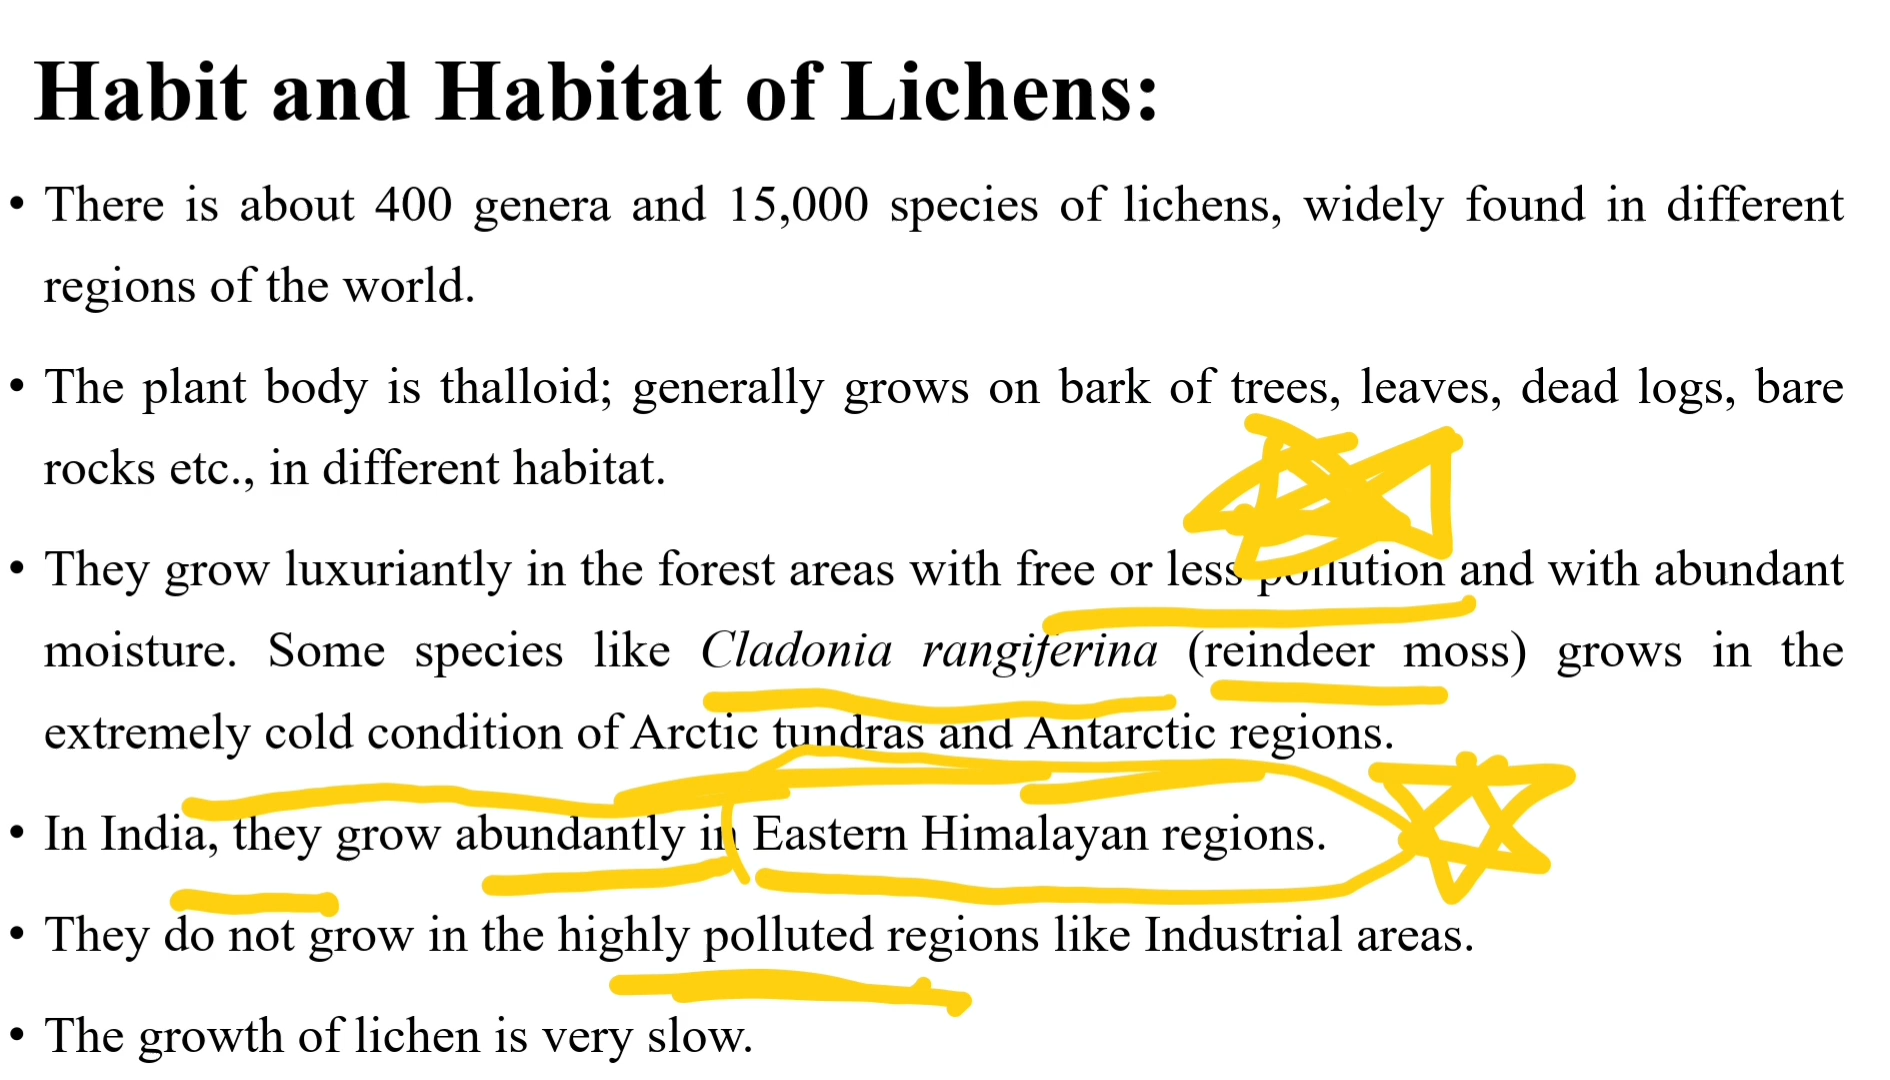 Habit and Habitat of Lichens:
• There is about 400 genera and 15,000 species of lichens, widely found in different
regions of the world.
• The plant body is thalloid; generally grows on bark of trees, leaves, dead logs, bare
rocks etc., in different habitat.
• They grow luxuriantly in the forest areas with free or less pollution and with abundant
moisture. Some species like Cladonia rangiferina (reindeer moss) grows in the
extremely cold condition of Arctic tundras and Antarctic regions.
• In India, they grow abundantly in Eastern Himalayan regions.
• They do not grow in the highly polluted regions like Industrial areas.
• The growth of lichen is very slow.